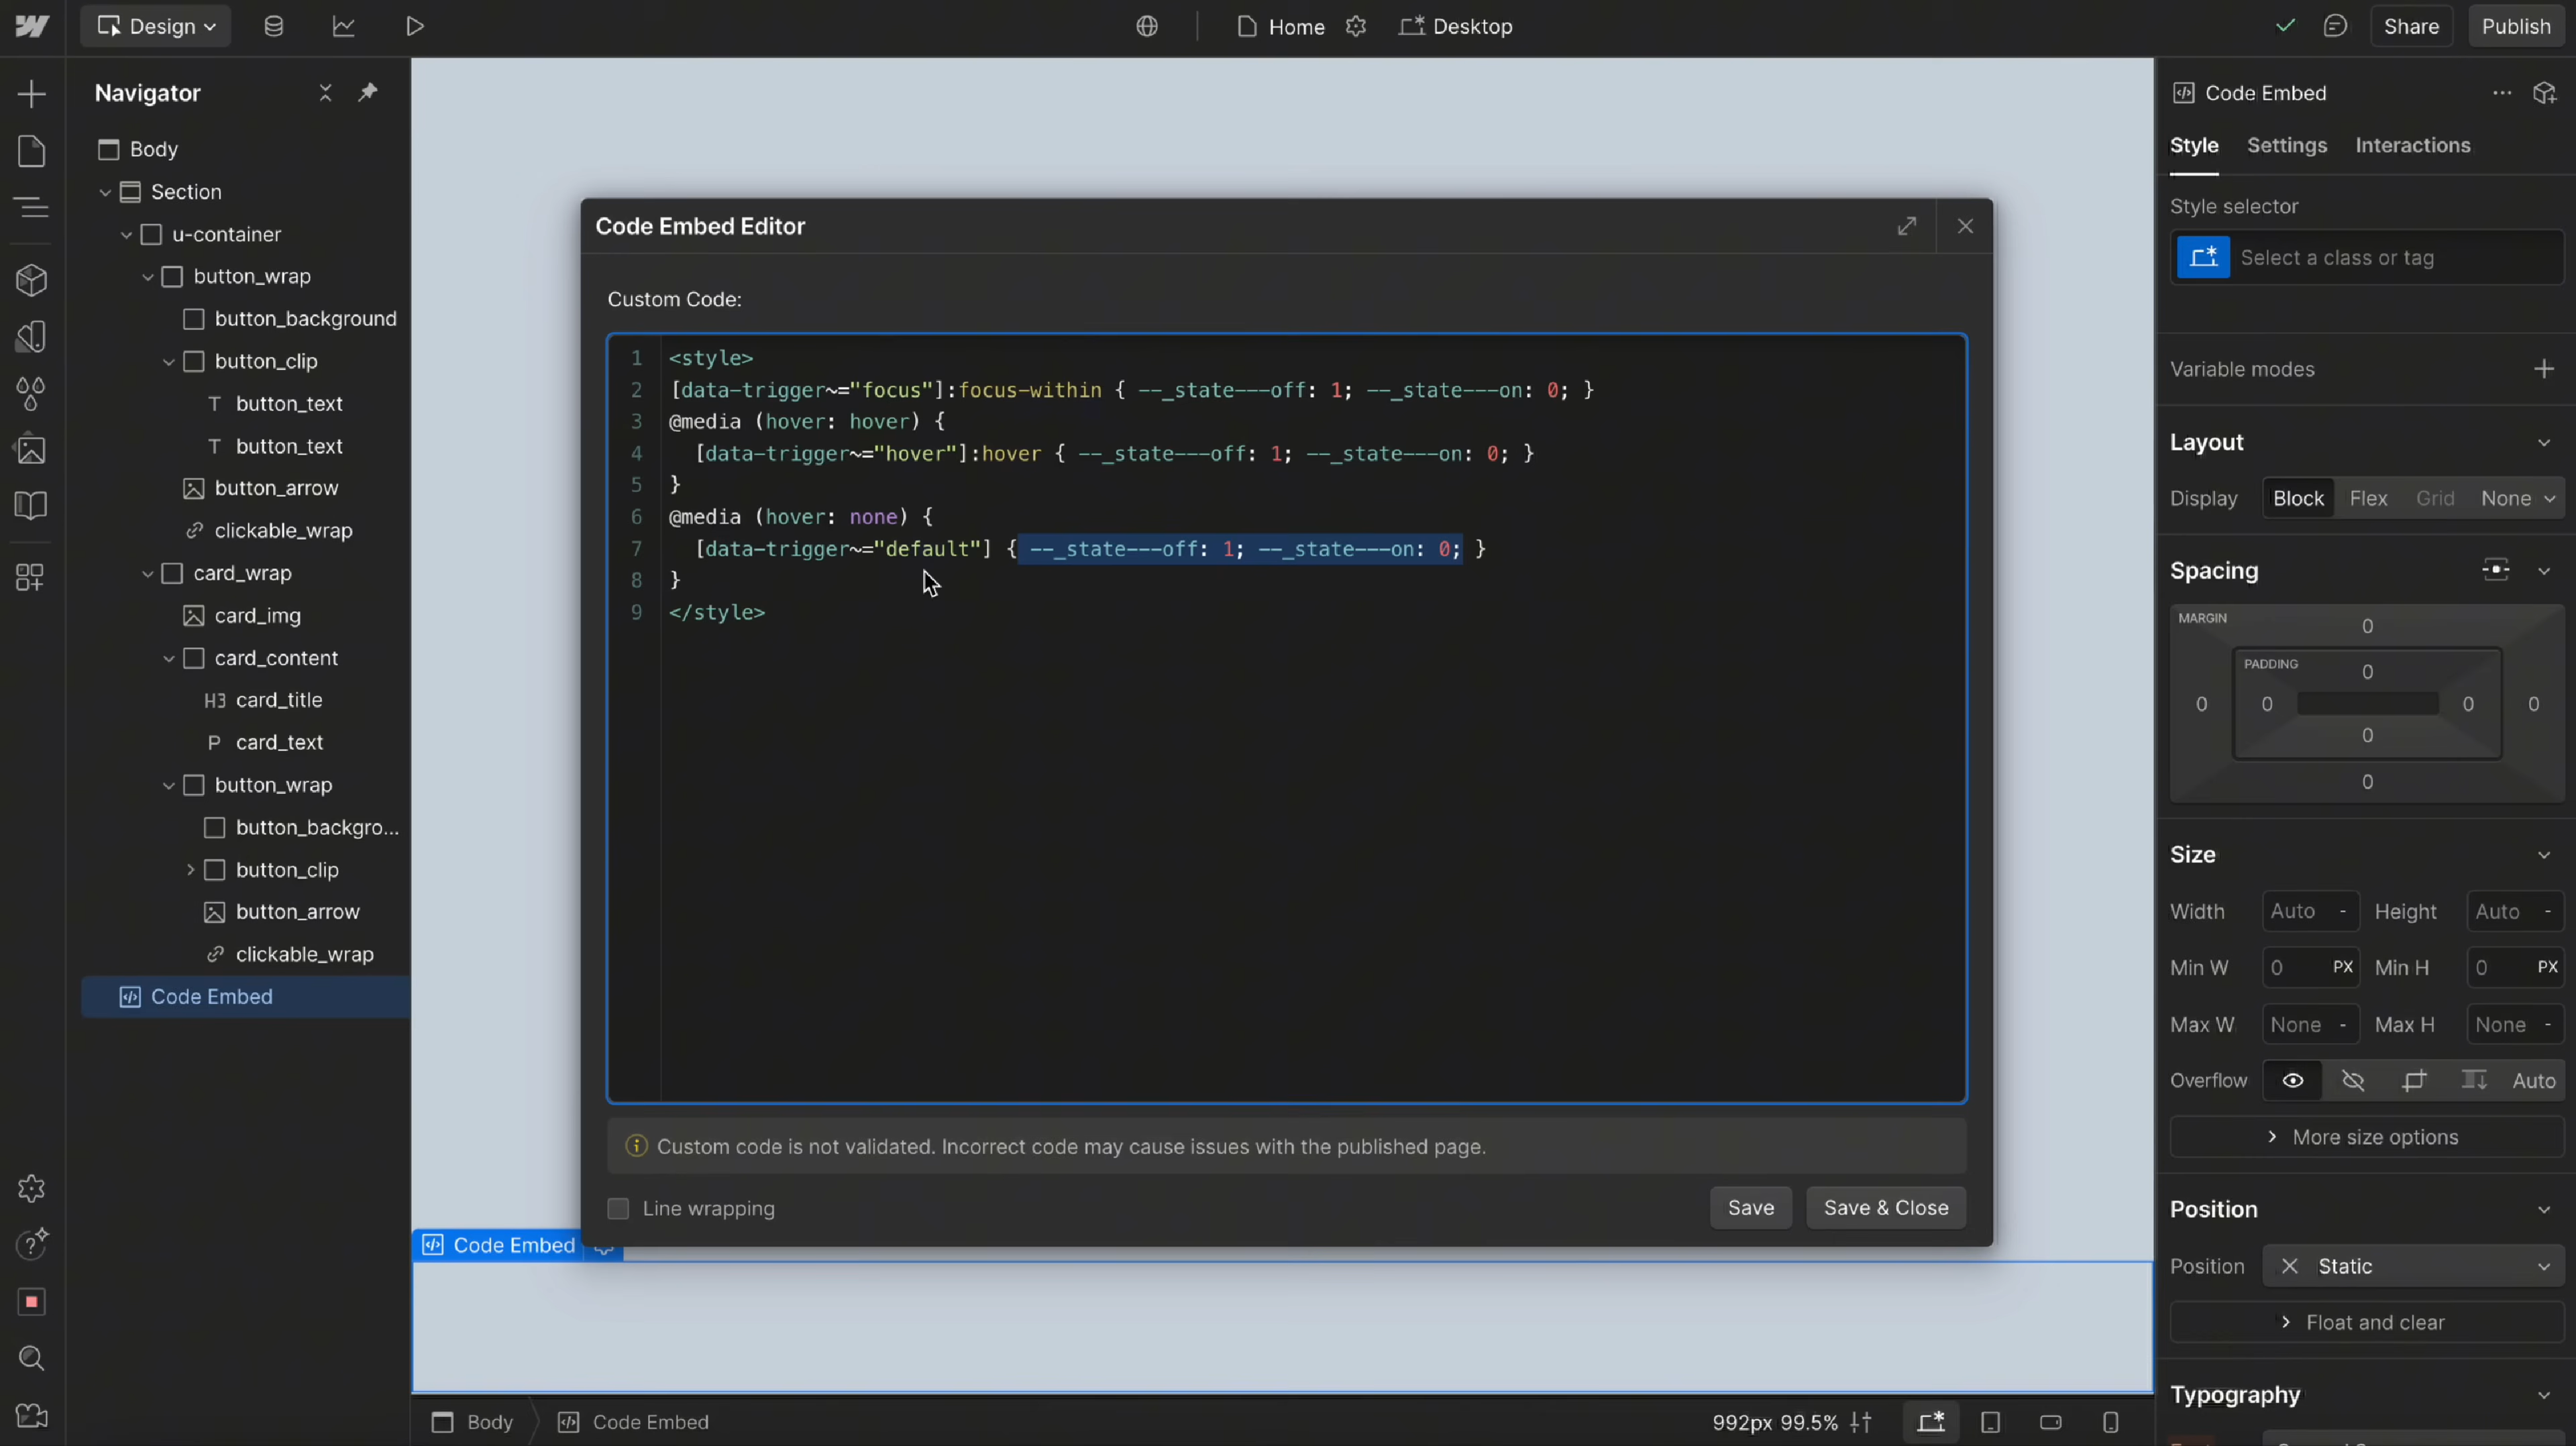 Design
Home
Desktop
Share
Publish
Navigator
Body
Section
u-container
button_wrap
button_background
button_clip
button_text
button_text
button_arrow
clickable_wrap
card_wrap
card_img
card_content
H3 card_title
P card_text
button_wrap
button_backgro...
button_clip
button_arrow
clickable_wrap
Code Embed
Code Embed Editor
Custom Code:
1 <style>
2 [data-trigger~="focus"]:focus-within { --_state---off: 1; --_state---on: 0; }
3 @media (hover: hover) {
4 [data-trigger~="hover"]:hover { --_state---off: 1; --_state---on: 0; }
5 }
6 @media (hover: none) {
7 [data-trigger~="default"] { --_state---off: 1; --_state---on: 0; }
8 }
9 </style>
Custom code is not validated. Incorrect code may cause issues with the published page.
Line wrapping
Save
Save & Close
Code Embed
Body
Code Embed
992px 99.5%
Code Embed
Style Settings Interactions
Style selector
Select a class or tag
Variable modes
Layout
Display Block Flex Grid None
Spacing
MARGIN
0
PADDING
0
0 0 0 0
0
0
Size
Width Auto - Height Auto -
Min W 0 PX Min H 0 PX
Max W None - Max H None -
Overflow Auto
More size options
Position
Position Static
Float and clear
Typography